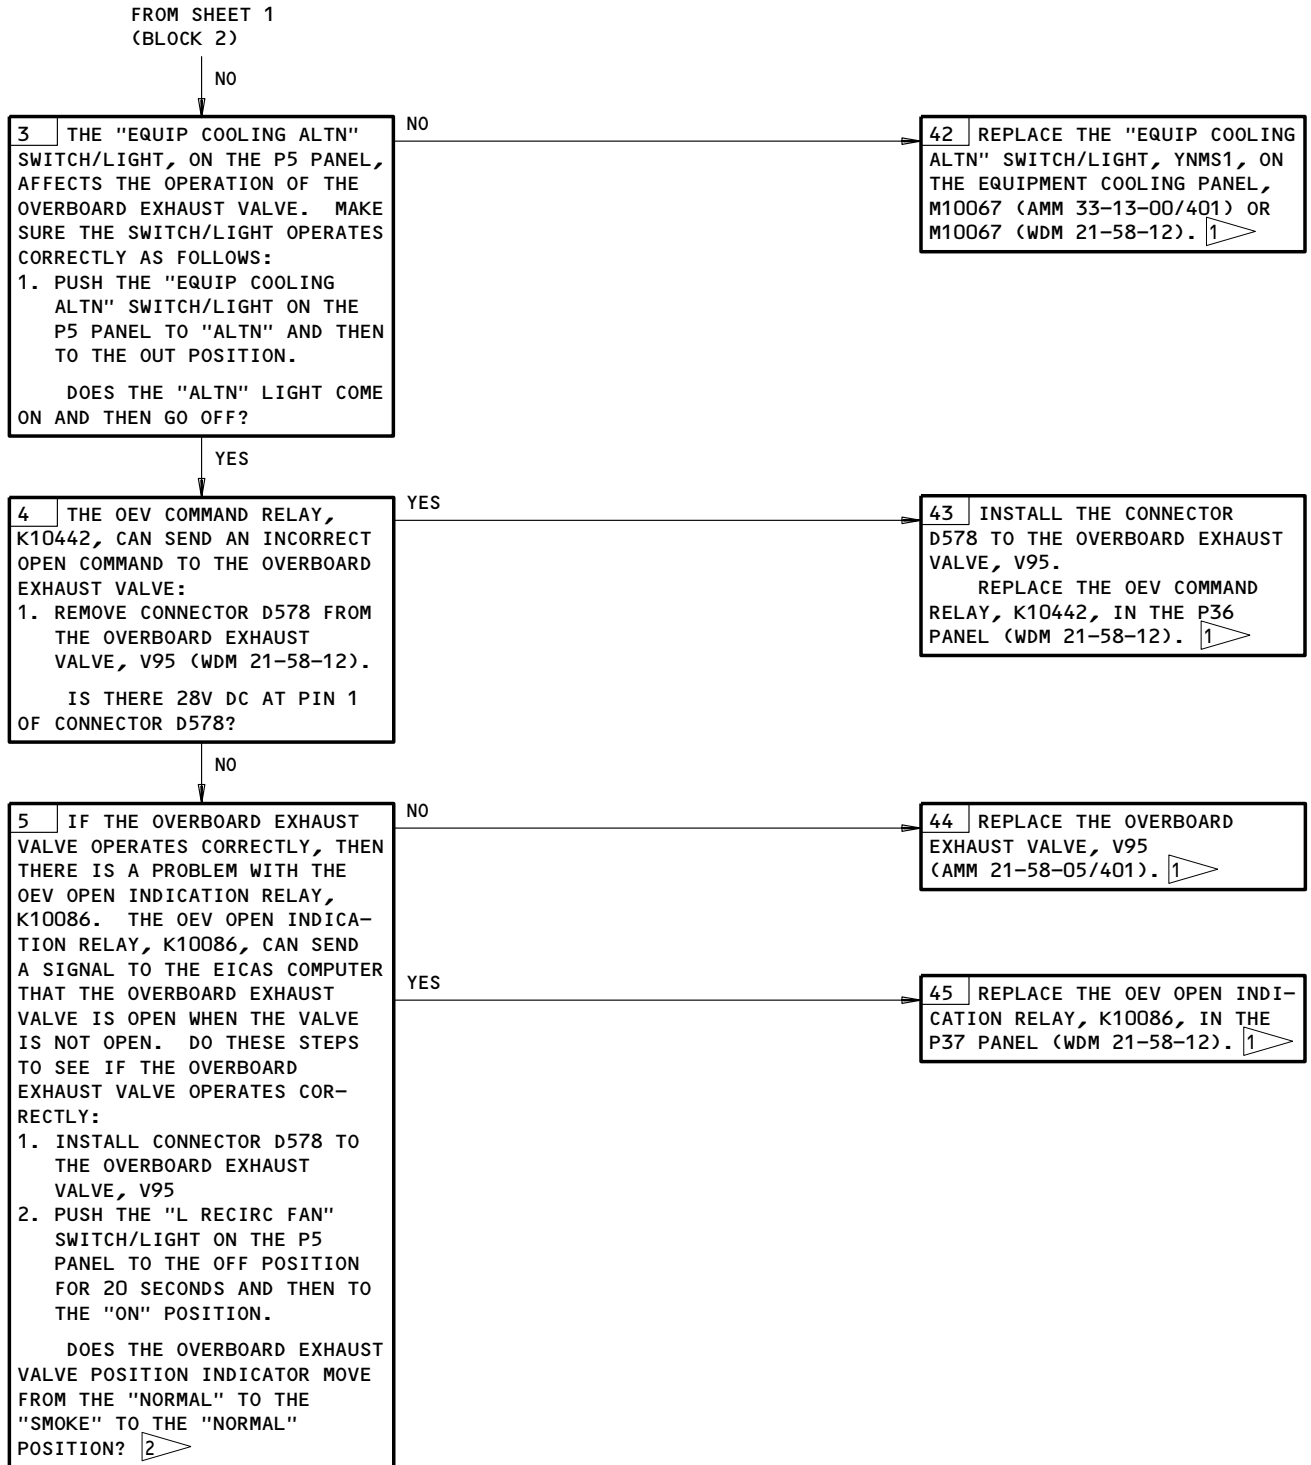 FROM SHEET 1
(BLOCK 2)
NO
3 THE "EQUIP COOLING ALTN"
SWITCH/LIGHT, ON THE P5 PANEL,
AFFECTS THE OPERATION OF THE
OVERBOARD EXHAUST VALVE. MAKE
SURE THE SWITCH/LIGHT OPERATES
CORRECTLY AS FOLLOWS:
1. PUSH THE "EQUIP COOLING
ALTN" SWITCH/LIGHT ON THE
P5 PANEL TO "ALTN" AND THEN
TO THE OUT POSITION.
DOES THE "ALTN" LIGHT COME
ON AND THEN GO OFF?
NO
42 REPLACE THE "EQUIP COOLING
ALTN" SWITCH/LIGHT, YNMS1, ON
THE EQUIPMENT COOLING PANEL,
M10067 (AMM 33-13-00/401) OR
M10067 (WDM 21-58-12). 1
YES
4 THE OEV COMMAND RELAY,
K10442, CAN SEND AN INCORRECT
OPEN COMMAND TO THE OVERBOARD
EXHAUST VALVE:
1. REMOVE CONNECTOR D578 FROM
THE OVERBOARD EXHAUST
VALVE, V95 (WDM 21-58-12).
IS THERE 28V DC AT PIN 1
OF CONNECTOR D578?
YES
43 INSTALL THE CONNECTOR
D578 TO THE OVERBOARD EXHAUST
VALVE, V95.
REPLACE THE OEV COMMAND
RELAY, K10442, IN THE P36
PANEL (WDM 21-58-12). 1
NO
5 IF THE OVERBOARD EXHAUST
VALVE OPERATES CORRECTLY, THEN
THERE IS A PROBLEM WITH THE
OEV OPEN INDICATION RELAY,
K10086. THE OEV OPEN INDICA-
TION RELAY, K10086, CAN SEND
A SIGNAL TO THE EICAS COMPUTER
THAT THE OVERBOARD EXHAUST
VALVE IS OPEN WHEN THE VALVE
IS NOT OPEN. DO THESE STEPS
TO SEE IF THE OVERBOARD
EXHAUST VALVE OPERATES COR-
RECTLY:
1. INSTALL CONNECTOR D578 TO
THE OVERBOARD EXHAUST
VALVE, V95
2. PUSH THE "L RECIRC FAN"
SWITCH/LIGHT ON THE P5
PANEL TO THE OFF POSITION
FOR 20 SECONDS AND THEN TO
THE "ON" POSITION.
DOES THE OVERBOARD EXHAUST
VALVE POSITION INDICATOR MOVE
FROM THE "NORMAL" TO THE
"SMOKE" TO THE "NORMAL"
POSITION? 2
NO
44 REPLACE THE OVERBOARD
EXHAUST VALVE, V95
(AMM 21-58-05/401). 1
YES
45 REPLACE THE OEV OPEN INDI-
CATION RELAY, K10086, IN THE
P37 PANEL (WDM 21-58-12). 1